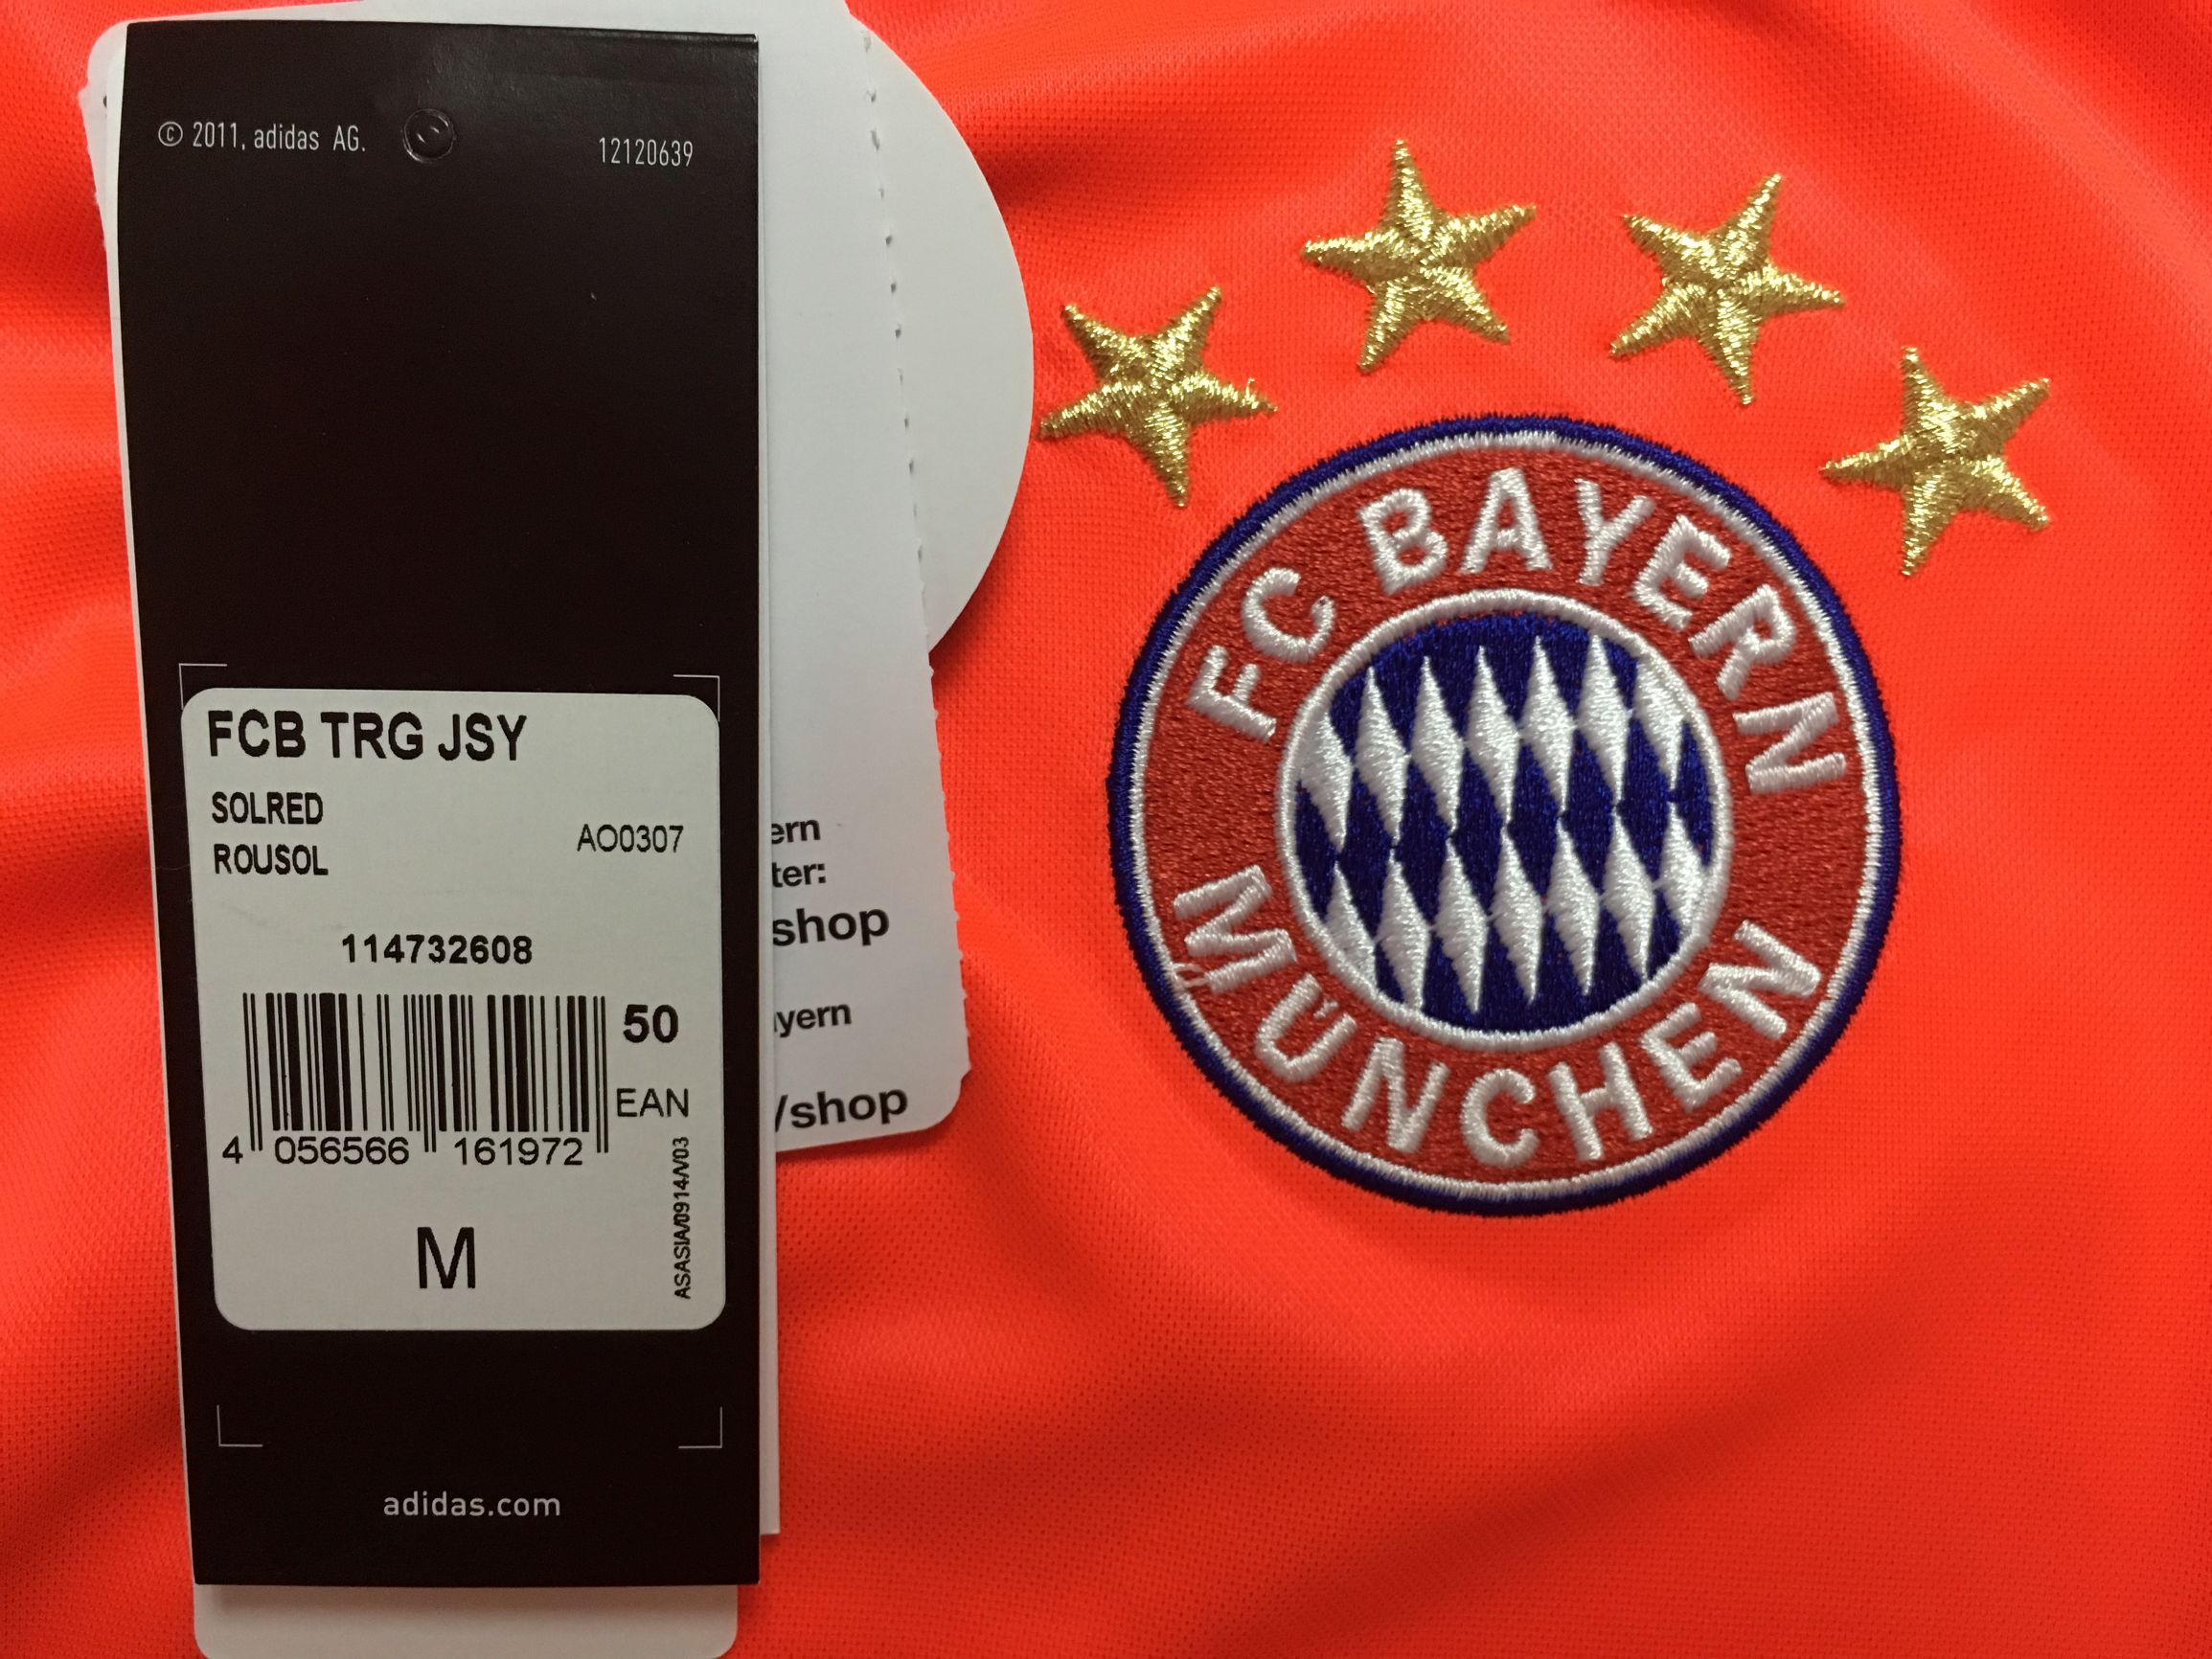 © 2011, adidas AG.
12120639
FCB TRG JSY
SOLRED
ROUSOL
AO0307
114732608
50
EAN
4 056566 161972
ASASIA/0914/V03
M
adidas.com
ern
ter:
shop
yern
/shop
FC BAYERN
MÜNCHEN